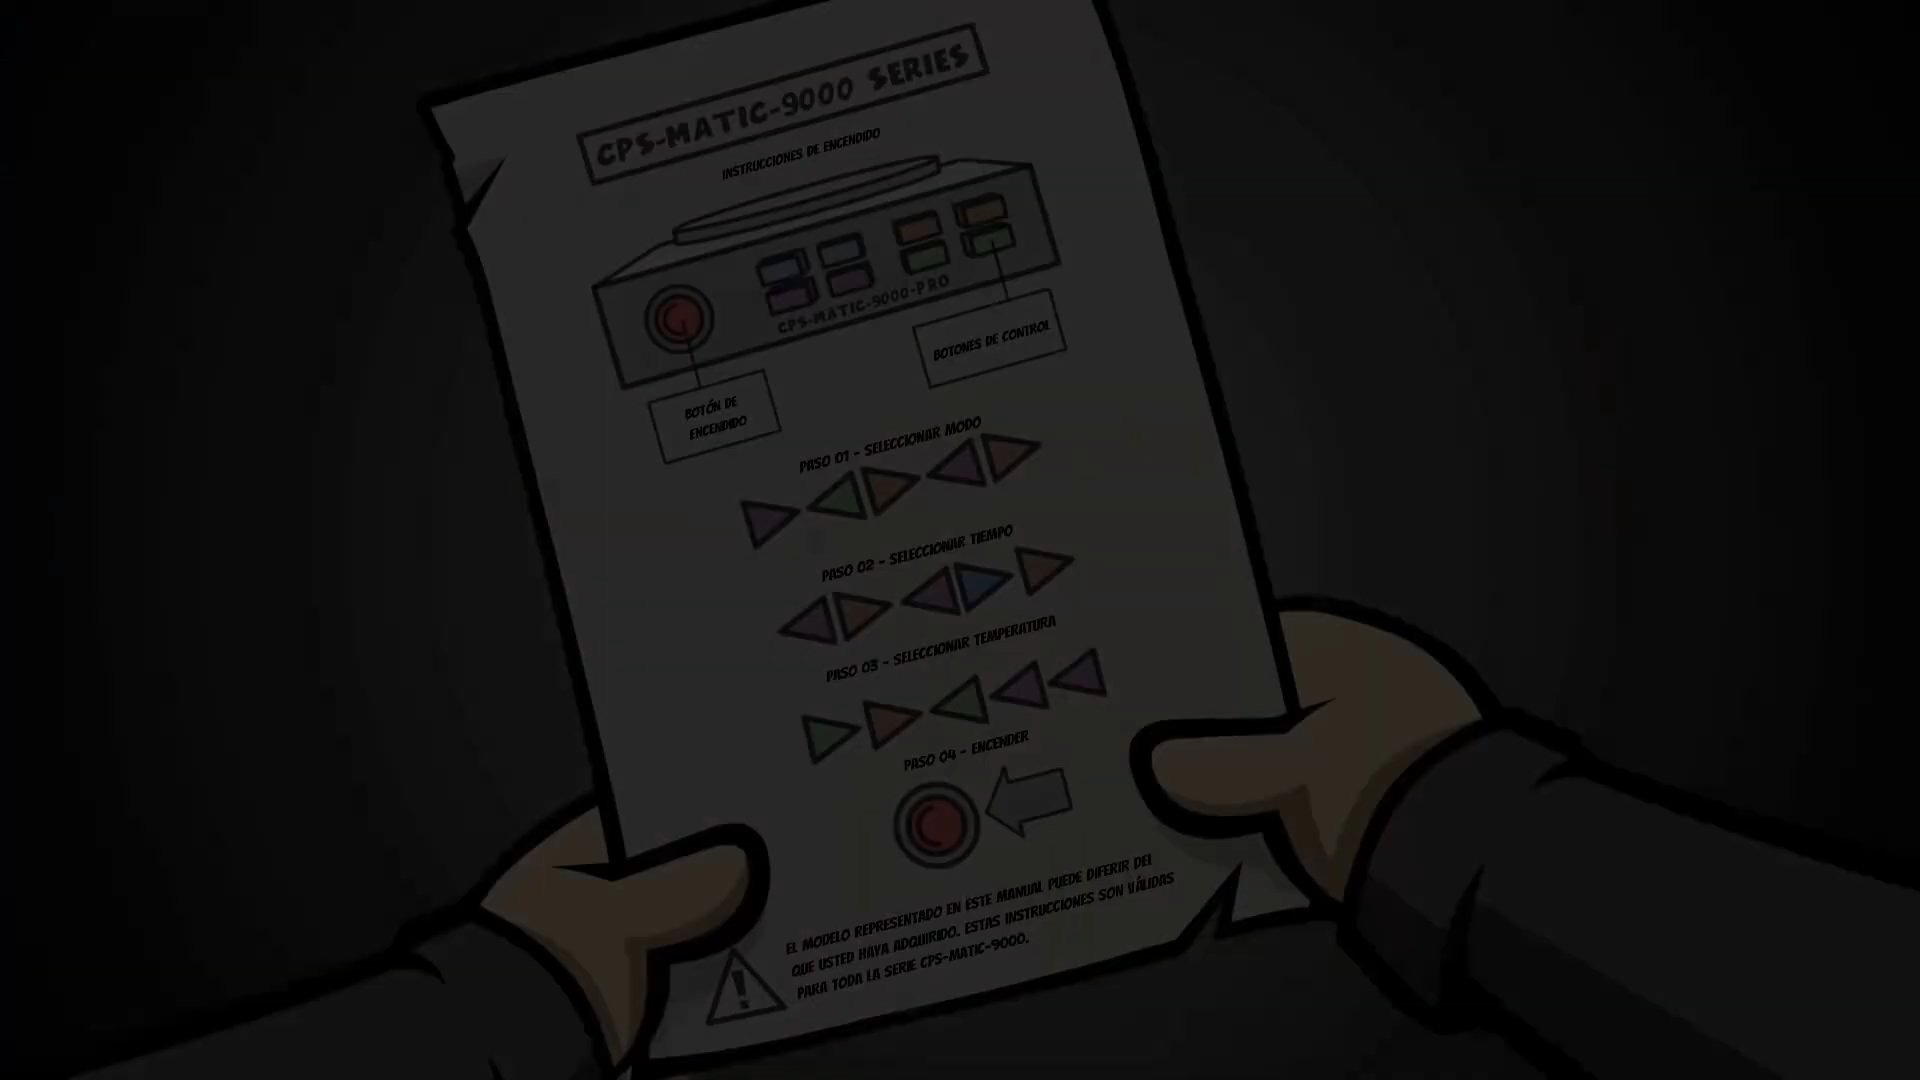 CPS-MATIC-9000 SERIES
INSTRUCCIONES DE ENCENDIDO
CPS-MATIC-9000-PRO
BOTONES DE CONTROL
BOTÓN DE
ENCENDIDO
PASO 01 - SELECCIONAR MODO
PASO 02 - SELECCIONAR TIEMPO
PASO 03 - SELECCIONAR TEMPERATURA
PASO 04 - ENCENDER
EL MODELO REPRESENTADO EN ESTE MANUAL PUEDE DIFERIR DEL
QUE USTED HAYA ADQUIRIDO. ESTAS INSTRUCCIONES SON VÁLIDAS
PARA TODA LA SERIE CPS-MATIC-9000.